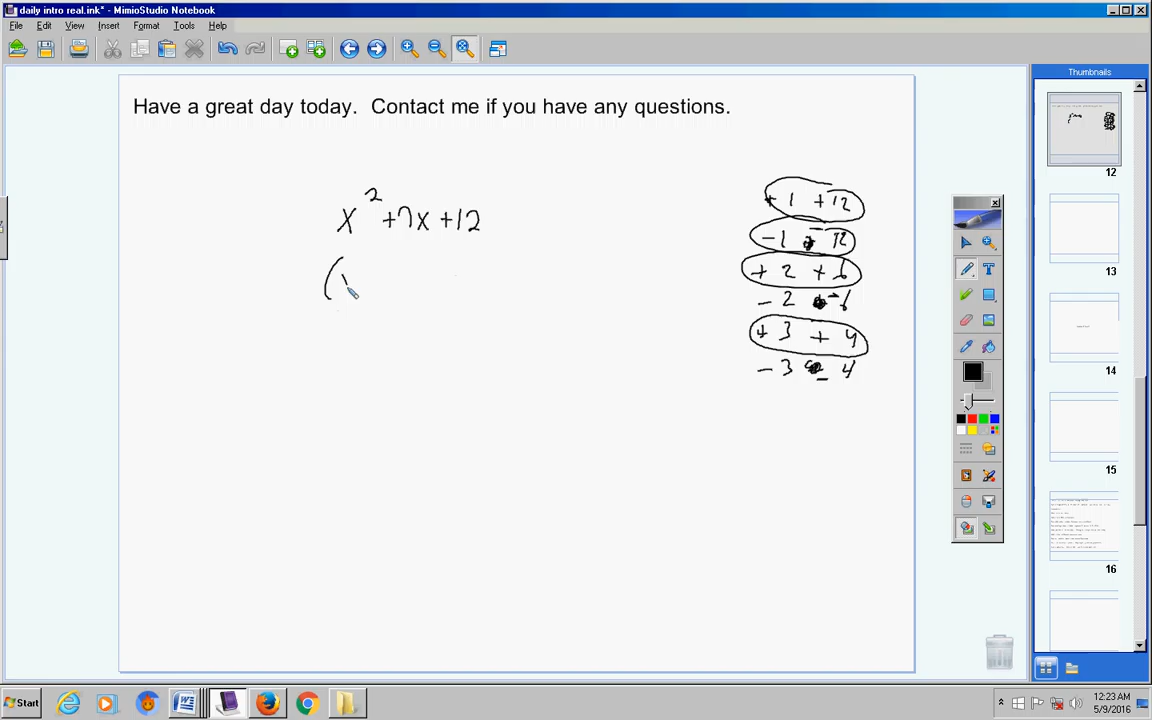 daily intro real.ink* - MimioStudio Notebook
File Edit View Insert Format Tools Help
Thumbnails
Have a great day today. Contact me if you have any questions.
x² +7x +12
(
+ 1 +12
- 1 - 12
+ 2 + 6
- 2 - 6
+ 3 + 4
- 3 - 4
12
13
14
15
16
Start
12:23 AM
5/9/2016